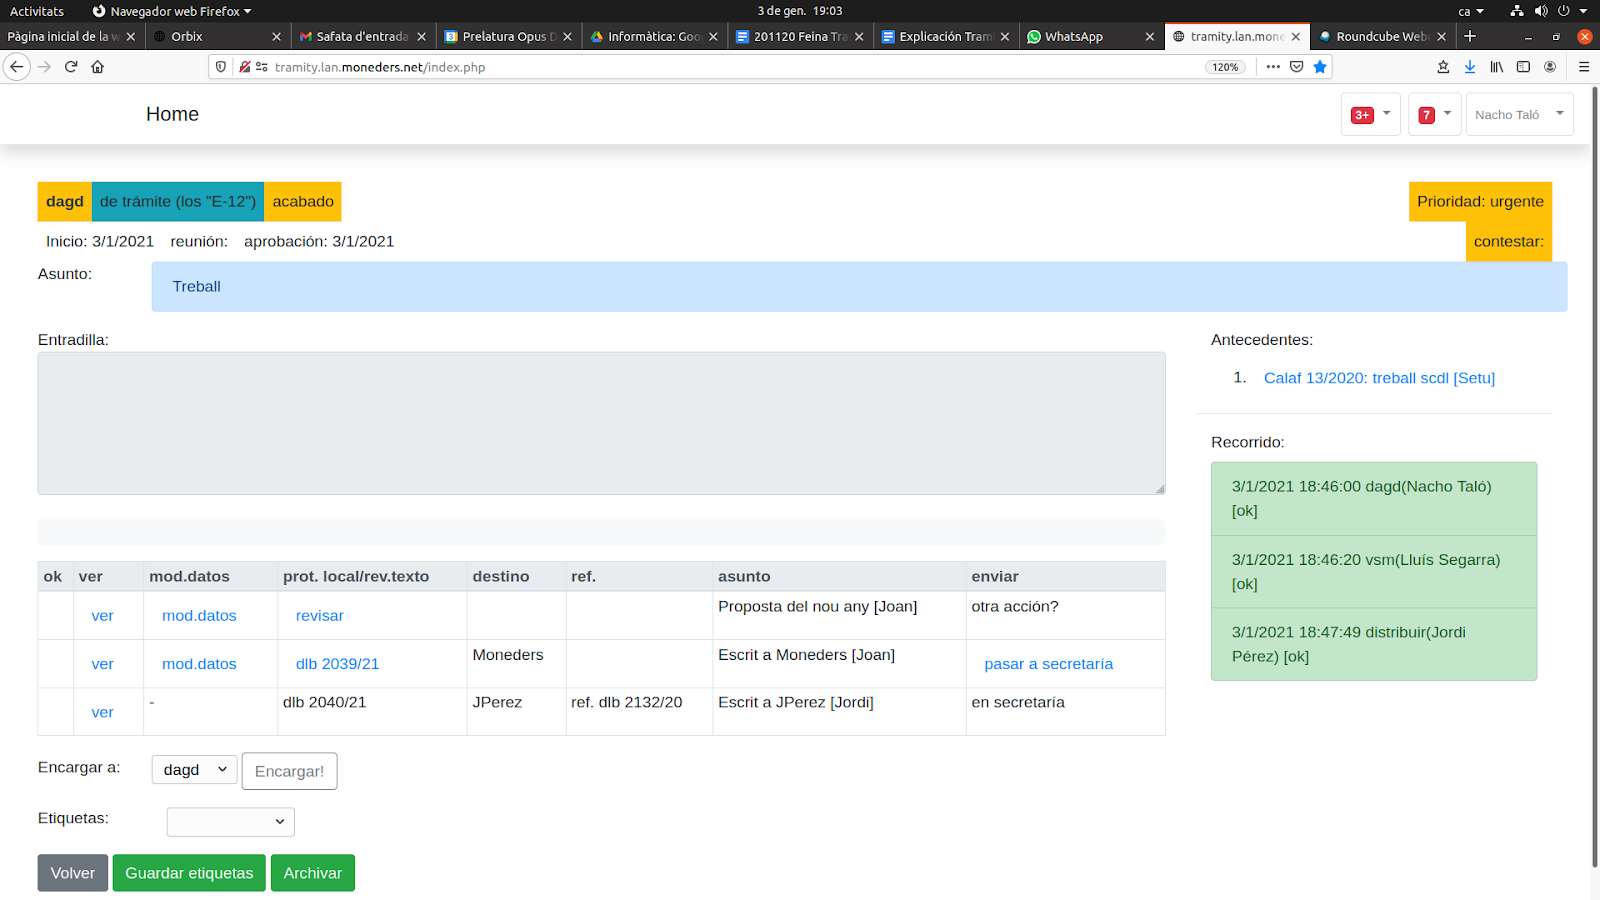 Activitats
Navegador web Firefox
3 de gen. 19:03
ca
Pàgina inicial de la w
Orbix
Safata d'entrada
Prelatura Opus D
Informàtica: Goo
201120 Feina Tra
Explicación Tram
WhatsApp
tramity.lan.mone
Roundcube Webm
tramity.lan.moneders.net/index.php
120%
Home
3+
7
Nacho Taló
dagd de trámite (los "E-12") acabado
Prioridad: urgente
Inicio: 3/1/2021 reunión: aprobación: 3/1/2021
contestar:
Asunto:
Treball
Entradilla:
Antecedentes:
1. Calaf 13/2020: treball scdl [Setu]
Recorrido:
3/1/2021 18:46:00 dagd(Nacho Taló)
[ok]
3/1/2021 18:46:20 vsm(Lluís Segarra)
[ok]
3/1/2021 18:47:49 distribuir(Jordi
Pérez) [ok]
ok ver mod.datos prot. local/rev.texto destino ref. asunto enviar
ver mod.datos revisar Proposta del nou any [Joan] otra acción?
ver mod.datos dlb 2039/21 Moneders Escrit a Moneders [Joan] pasar a secretaría
ver - dlb 2040/21 JPerez ref. dlb 2132/20 Escrit a JPerez [Jordi] en secretaría
Encargar a: dagd Encargar!
Etiquetas:
Volver Guardar etiquetas Archivar